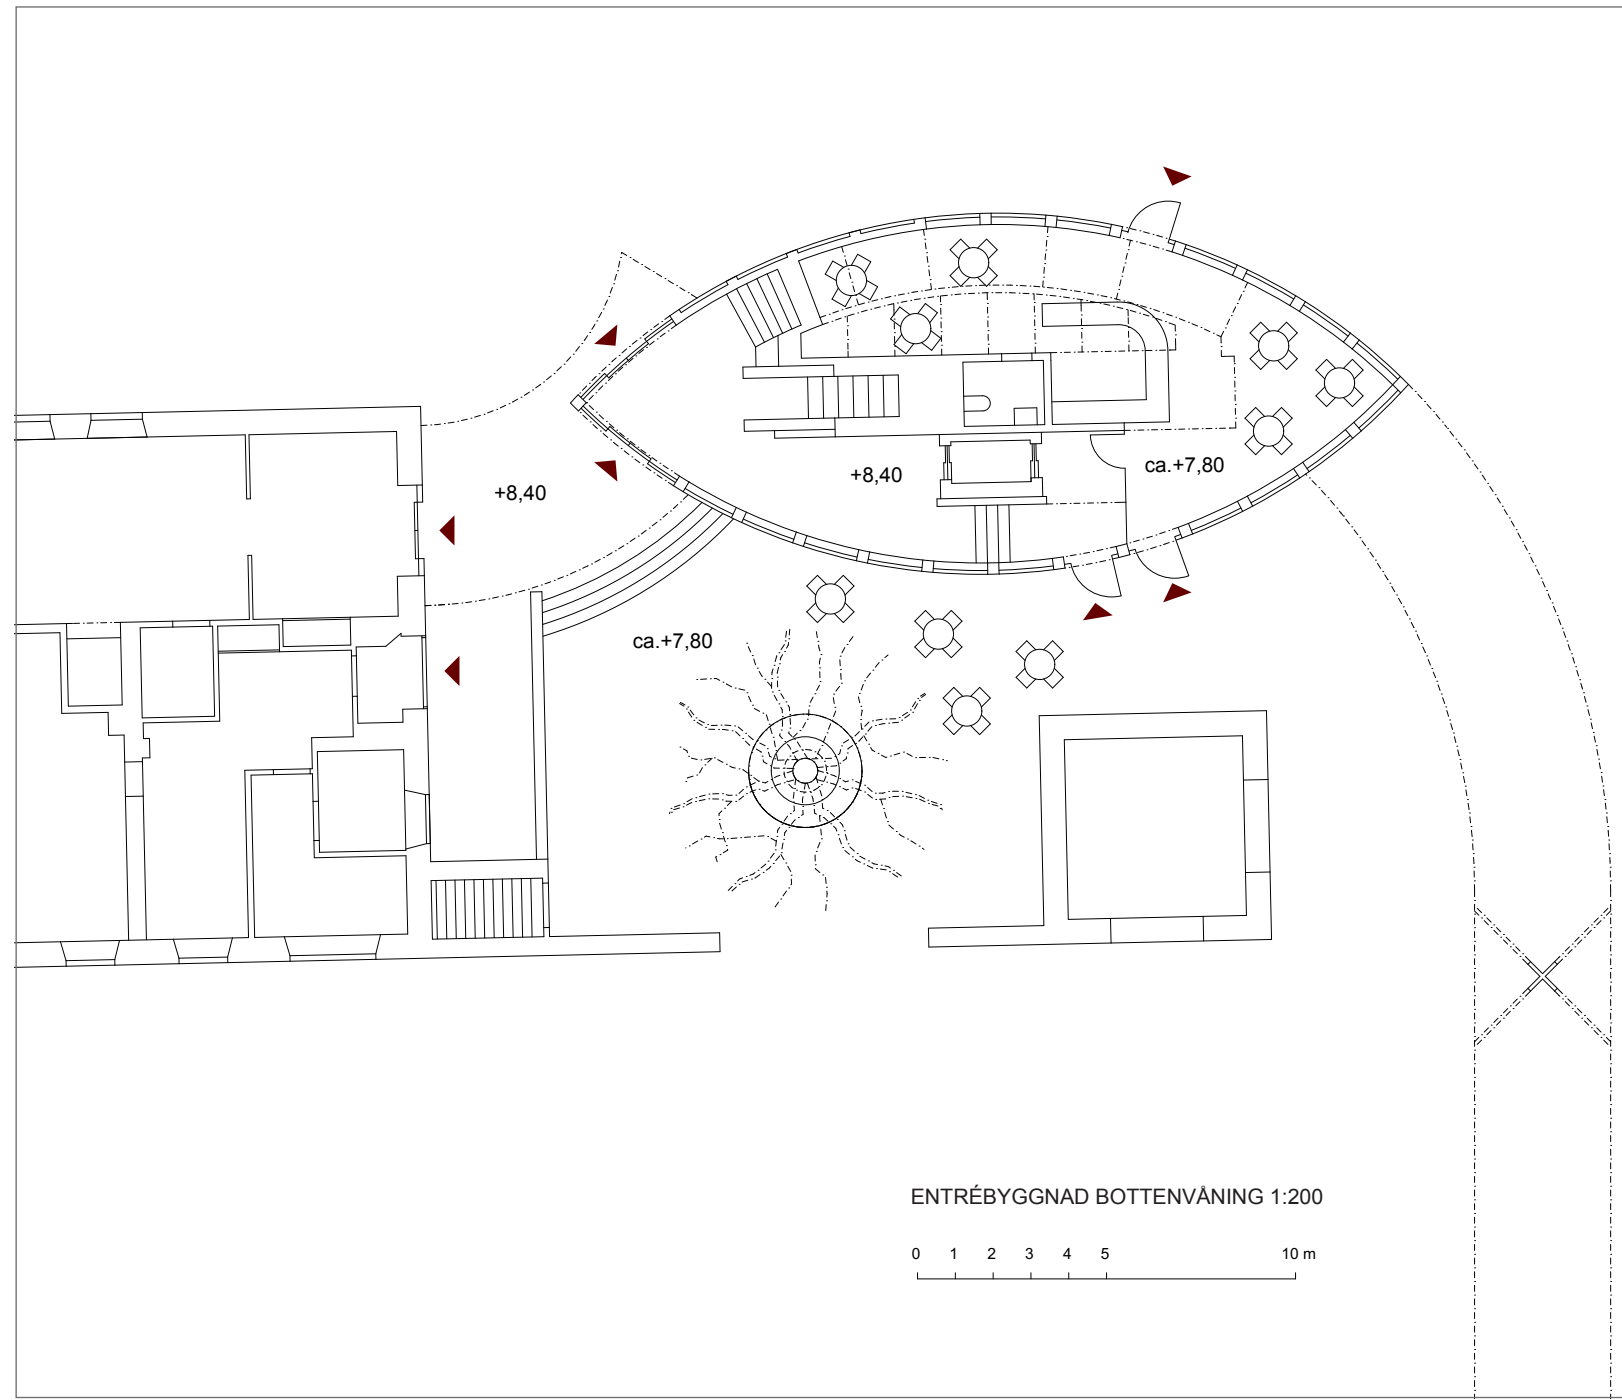 +8,40
+8,40
ca.+7,80
ca.+7,80
ENTRÉBYGGNAD BOTTENVÅNING 1:200
0 1 2 3 4 5 10 m